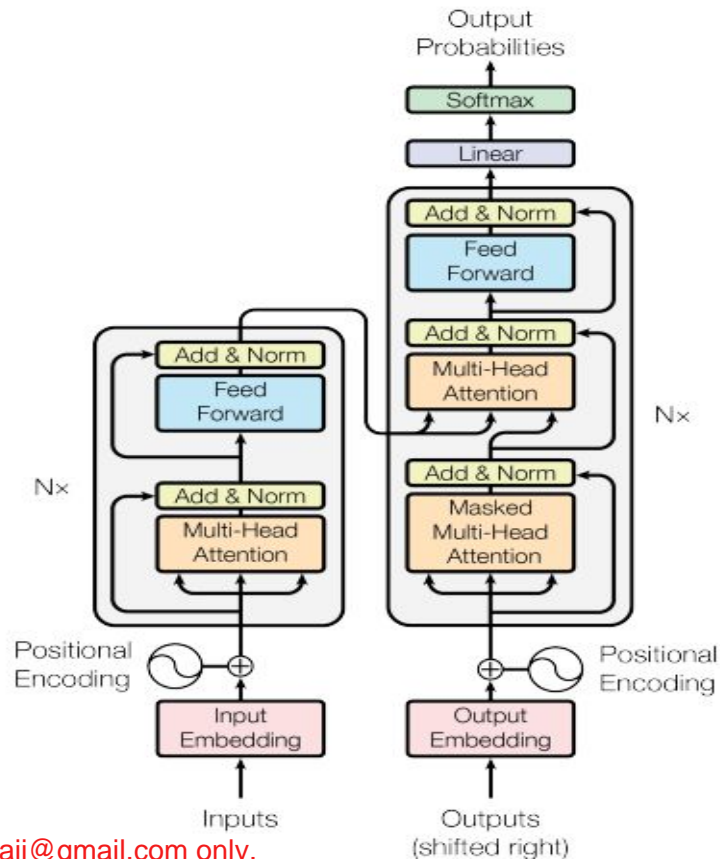 Output
Probabilities
Softmax
Linear
Add & Norm
Feed
Forward
Add & Norm
Multi-Head
Attention
Nx
Add & Norm
Masked
Multi-Head
Attention
Add & Norm
Feed
Forward
Nx
Add & Norm
Multi-Head
Attention
Positional
Encoding
Positional
Encoding
Input
Embedding
Output
Embedding
Inputs
Outputs
(shifted right)
@gmail.com only.